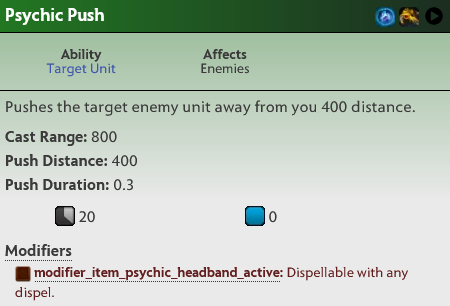 Psychic Push
Ability Affects
Target Unit Enemies
Pushes the target enemy unit away from you 400 distance.
Cast Range: 800
Push Distance: 400
Push Duration: 0.3
20 0
Modifiers
modifier_item_psychic_headband_active: Dispellable with any
dispel.